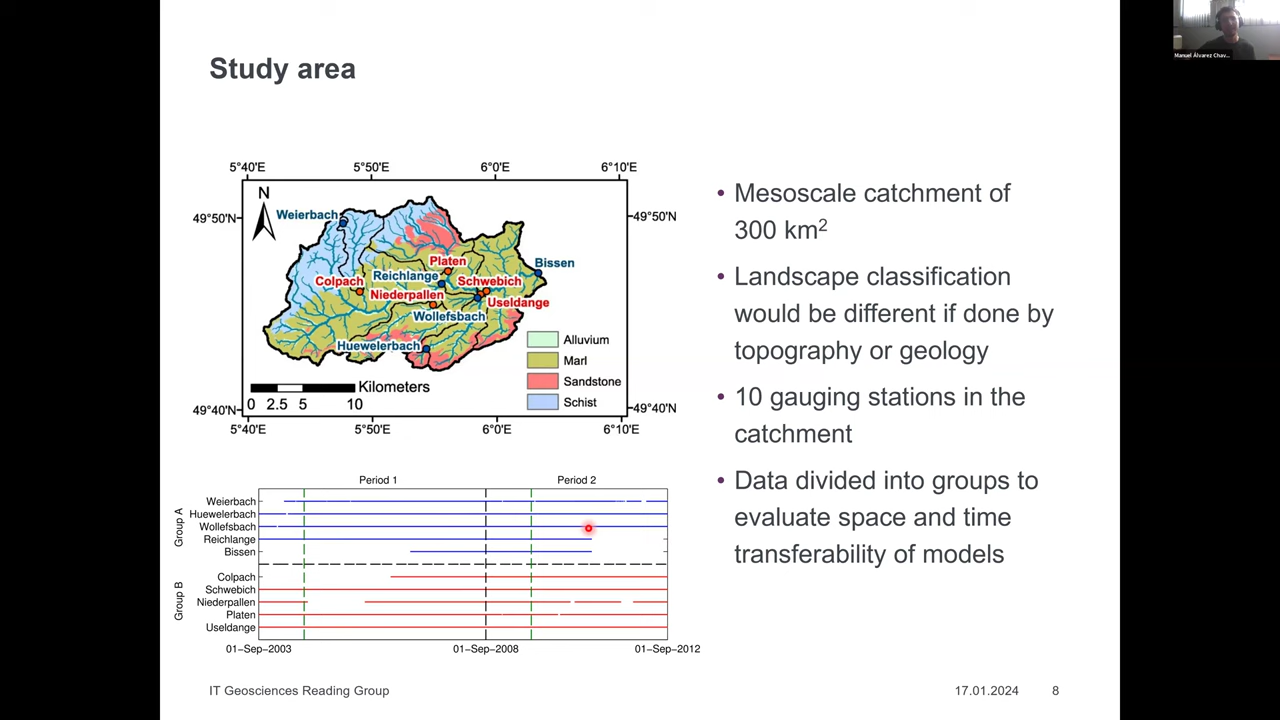 Manuel Álvarez Chav...
Study area
5°40'E 5°50'E 6°0'E 6°10'E
N
49°50'N 49°50'N
Weierbach
Platen
Bissen
Reichlange
Colpach
Schwebich
Niederpallen
Useldange
Wollefsbach
Huewelerbach
Alluvium
Marl
Sandstone
Schist
Kilometers
0 2.5 5 10
49°40'N 49°40'N
5°40'E 5°50'E 6°0'E 6°10'E
Period 1 Period 2
Group A
Weierbach
Huewelerbach
Wollefsbach
Reichlange
Bissen
Group B
Colpach
Schwebich
Niederpallen
Platen
Useldange
01−Sep−2003 01−Sep−2008 01−Sep−2012
• Mesoscale catchment of
300 km²
• Landscape classification
would be different if done by
topography or geology
• 10 gauging stations in the
catchment
• Data divided into groups to
evaluate space and time
transferability of models
IT Geosciences Reading Group
17.01.2024 8